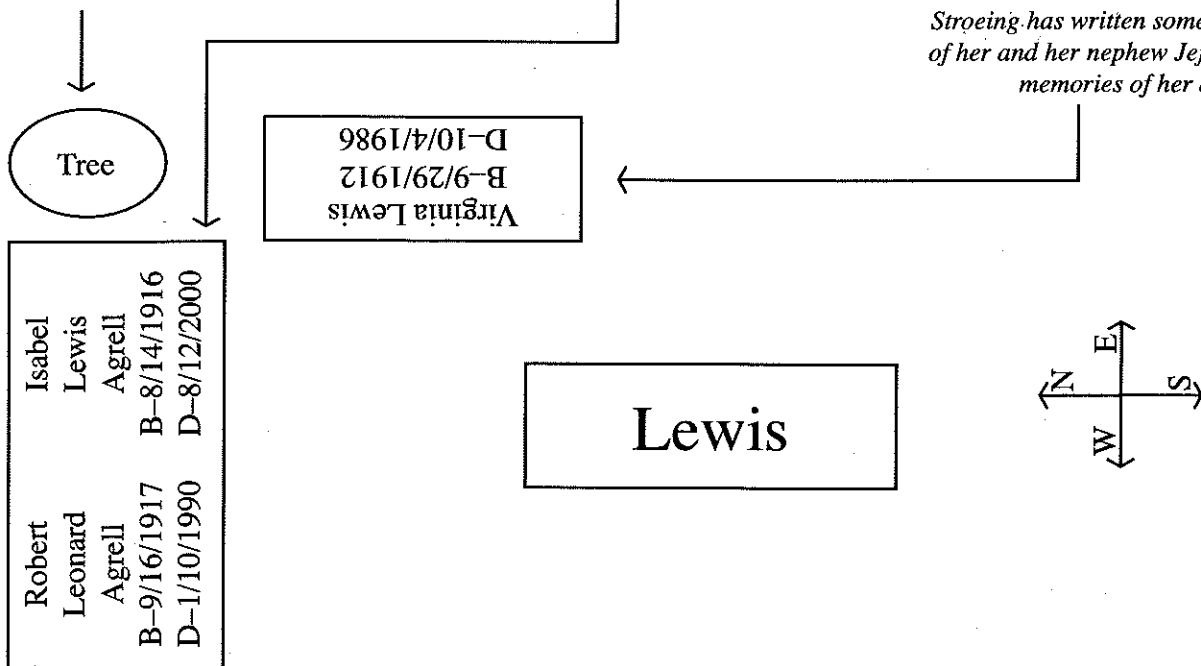 Stroeing has written some
of her and her nephew Jef
memories of her
Tree
Virginia Lewis
B–9/29/1912
D–10/4/1986
Isabel
Lewis
Agrell
B–8/14/1916
D–8/12/2000
Robert
Leonard
Agrell
B–9/16/1917
D–1/10/1990
Lewis
N
E
W
S